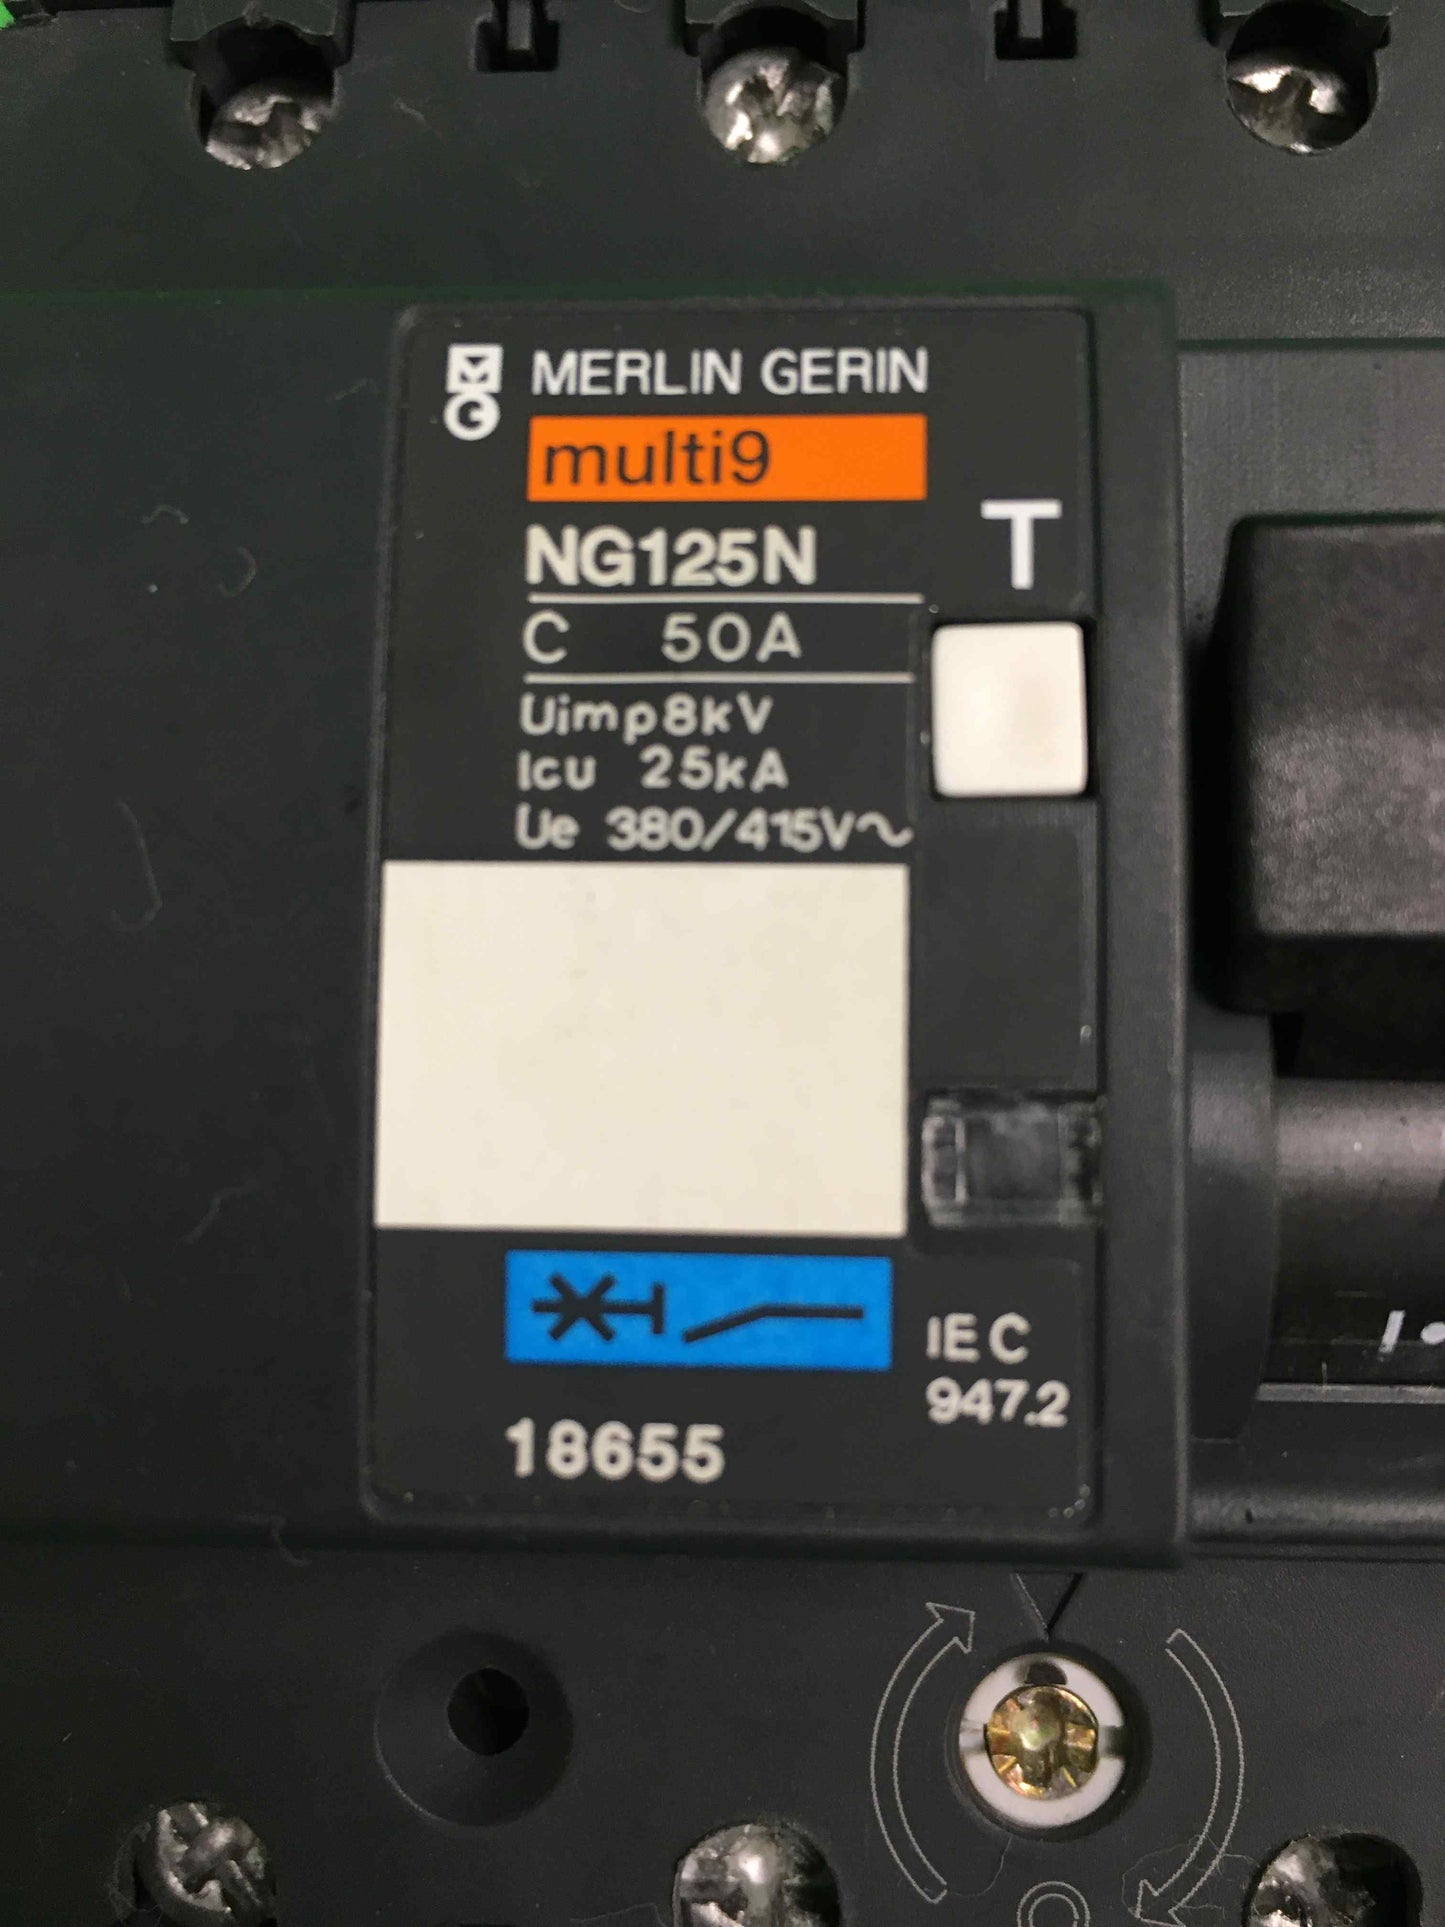 MERLIN GERIN
multi9
NG125N
T
C 50A
Uimp 8kV
Icu 25kA
Ue 380/415V~
IEC
947.2
18655